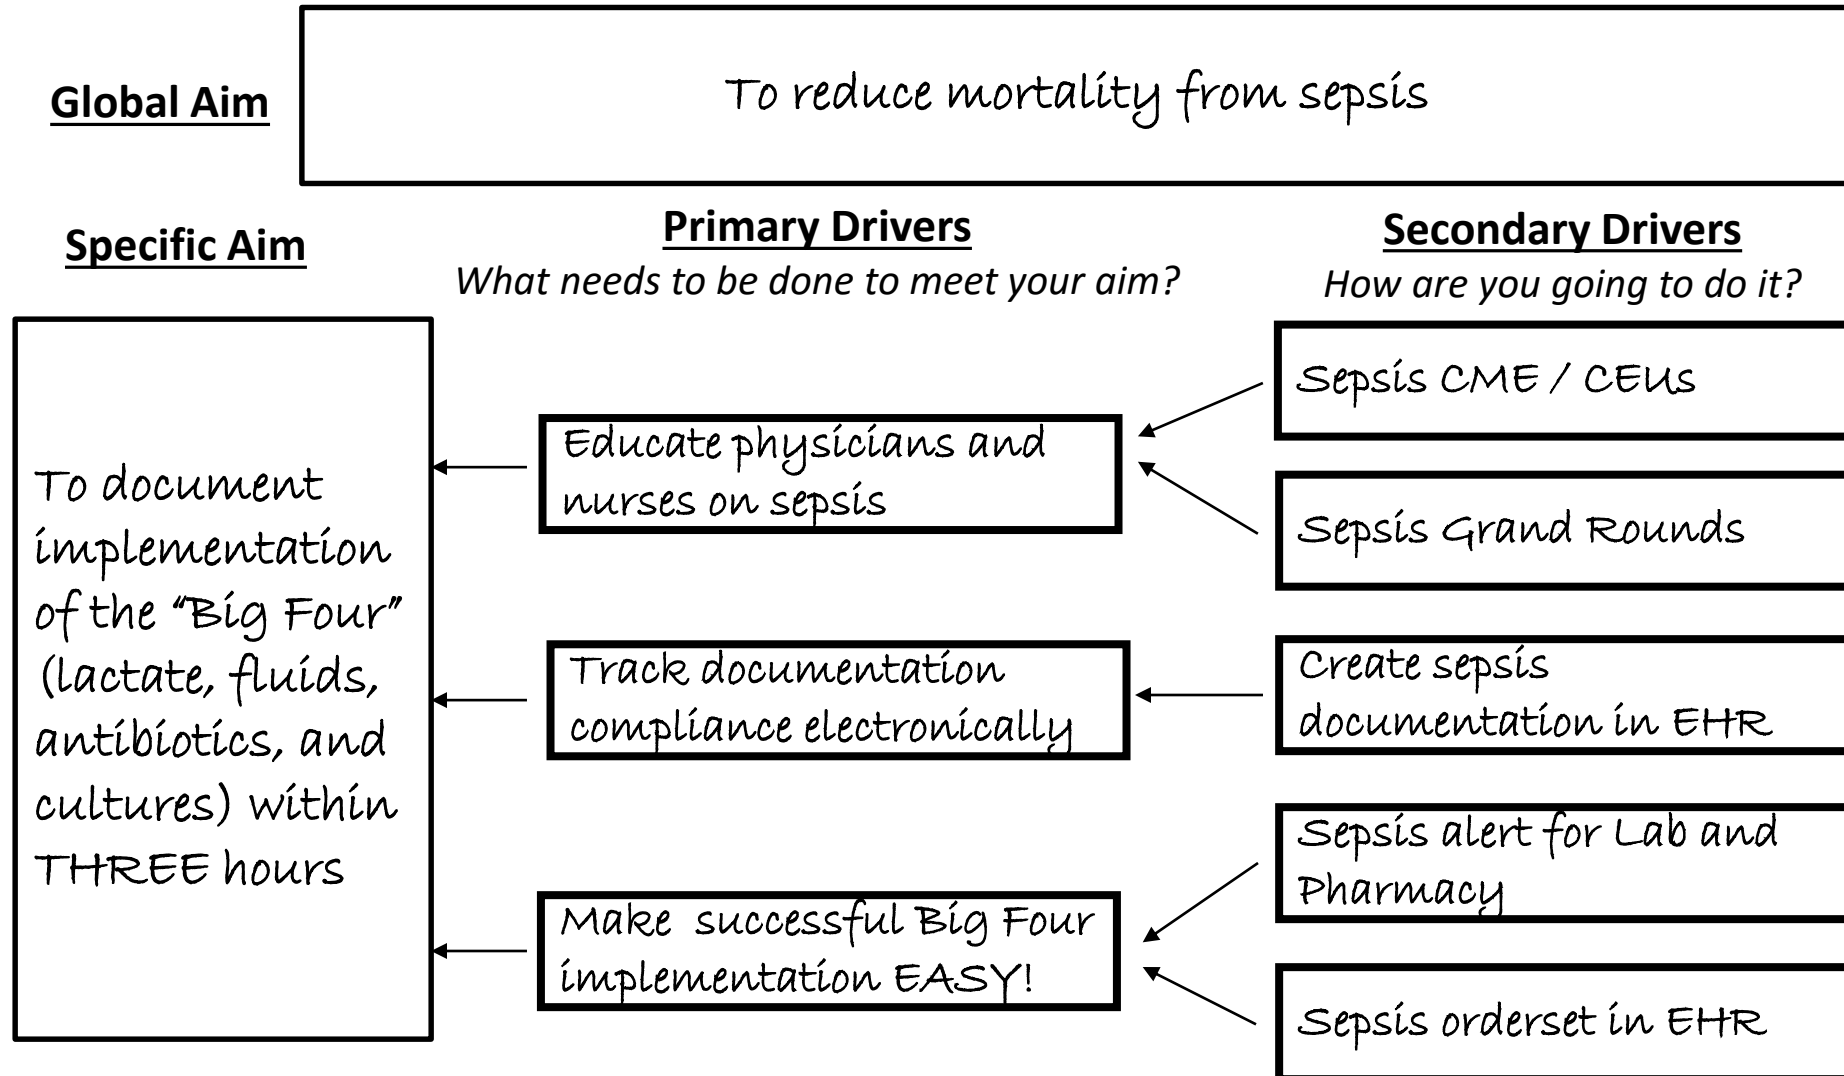 Global Aim
To reduce mortality from sepsis
Specific Aim
Primary Drivers
What needs to be done to meet your aim?
Secondary Drivers
How are you going to do it?
To document
implementation
of the “Big Four”
(lactate, fluids,
antibiotics, and
cultures) within
THREE hours
Educate physicians and
nurses on sepsis
Track documentation
compliance electronically
Make successful Big Four
implementation EASY!
Sepsis CME / CEUs
Sepsis Grand Rounds
Create sepsis
documentation in EHR
Sepsis alert for Lab and
Pharmacy
Sepsis orderset in EHR